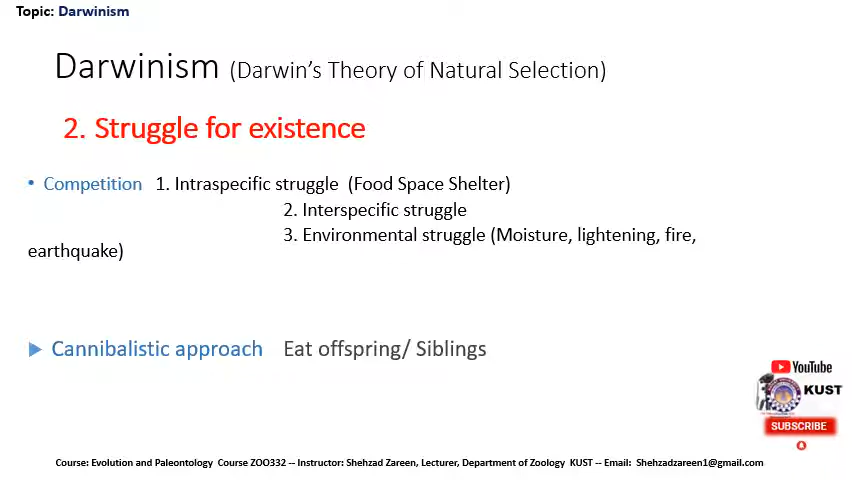 Topic: Darwinism
Darwinism (Darwin's Theory of Natural Selection)
2. Struggle for existence
• Competition 1. Intraspecific struggle (Food Space Shelter)
2. Interspecific struggle
3. Environmental struggle (Moisture, lightening, fire,
earthquake)
Cannibalistic approach Eat offspring/ Siblings
YouTube
KUST
SUBSCRIBE
Course: Evolution and Paleontology Course ZOO332 -- Instructor: Shehzad Zareen, Lecturer, Department of Zoology KUST -- Email: Shehzadzareen1@gmail.com